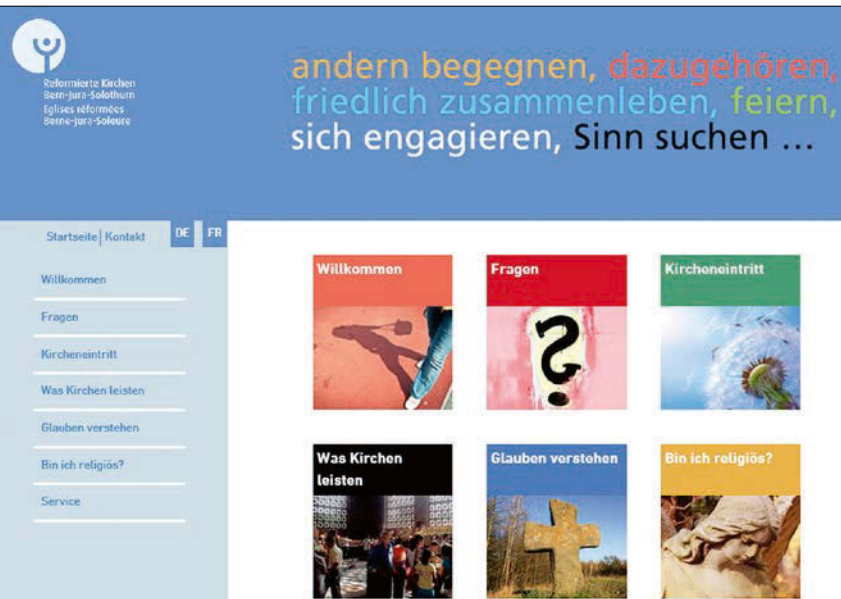 Reformierte Kirchen
Bern-Jura-Solothurn
Eglises réformées
Berne-Jura-Soleure
andern begegnen, dazugehören,
friedlich zusammenleben, feiern,
sich engagieren, Sinn suchen ...
Startseite | Kontakt
DE FR
Willkommen
Fragen
Kircheneintritt
Was Kirchen leisten
Glauben verstehen
Bin ich religiös?
Service
Willkommen
Fragen
Kircheneintritt
?
Was Kirchen
leisten
Glauben verstehen
Bin ich religiös?